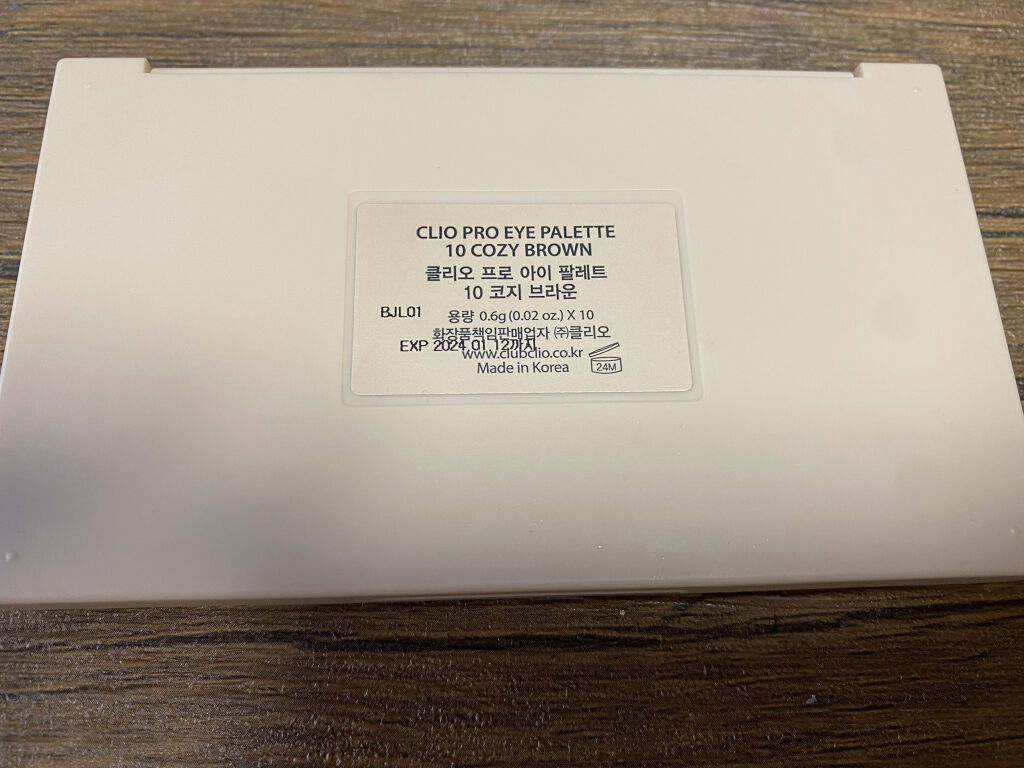 CLIO PRO EYE PALETTE
10 COZY BROWN
클리오 프로 아이 팔레트
10 코지 브라운
BJL01
용량 0.6g (0.02 oz.) X 10
화장품책임판매업자 ㈜클리오
EXP 2024.01.12까지
www.clubclio.co.kr
Made in Korea
24M